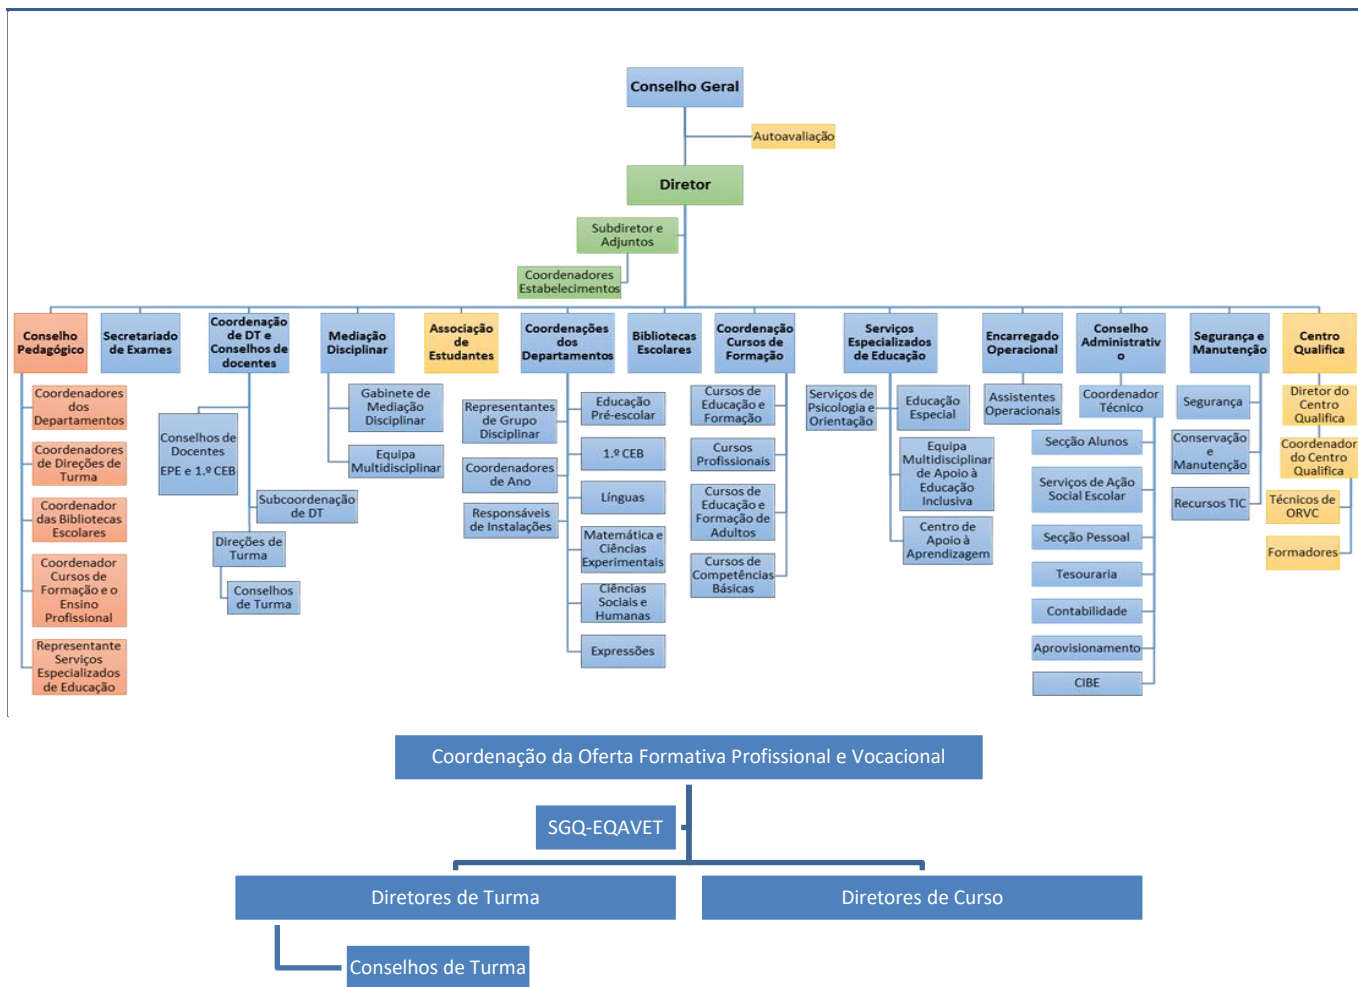 Conselho Geral
Autoavaliação
Diretor
Subdiretor e
Adjuntos
Coordenadores
Estabelecimentos
Conselho
Pedagógico
Coordenadores
dos
Departamentos
Coordenadores
de Direções de
Turma
Coordenador
das Bibliotecas
Escolares
Coordenador
Cursos de
Formação e o
Ensino
Profissional
Representante
Serviços
Especializados
de Educação
Secretariado
de Exames
Coordenação
de DT e
Conselhos de
docentes
Conselhos de
Docentes
EPE e 1.º CEB
Subcoordenação
de DT
Direções de
Turma
Conselhos
de Turma
Mediação
Disciplinar
Gabinete de
Mediação
Disciplinar
Equipa
Multidisciplinar
Associação
de
Estudantes
Coordenações
dos
Departamentos
Representantes
de Grupo
Disciplinar
Coordenadores
de Ano
Responsáveis
de Instalações
Educação
Pré-escolar
1.º CEB
Línguas
Matemática e
Ciências
Experimentais
Ciências
Sociais e
Humanas
Expressões
Bibliotecas
Escolares
Coordenação
Cursos de
Formação
Cursos de
Educação e
Formação
Cursos
Profissionais
Cursos de
Educação e
Formação de
Adultos
Cursos de
Competências
Básicas
Serviços
Especializados
de Educação
Serviços de
Psicologia e
Orientação
Educação
Especial
Equipa
Multidisciplinar
de Apoio à
Educação
Inclusiva
Centro de
Apoio à
Aprendizagem
Encarregado
Operacional
Assistentes
Operacionais
Conselho
Administrativ
o
Coordenador
Técnico
Secção Alunos
Serviços de Ação
Social Escolar
Secção Pessoal
Tesouraria
Contabilidade
Aprovisionamento
CIBE
Segurança e
Manutenção
Segurança
Conservação
e
Manutenção
Recursos TIC
Centro
Qualifica
Diretor do
Centro
Qualifica
Coordenador
do Centro
Qualifica
Técnicos de
ORVC
Formadores
Coordenação da Oferta Formativa Profissional e Vocacional
SGQ-EQAVET
Diretores de Turma
Diretores de Curso
Conselhos de Turma